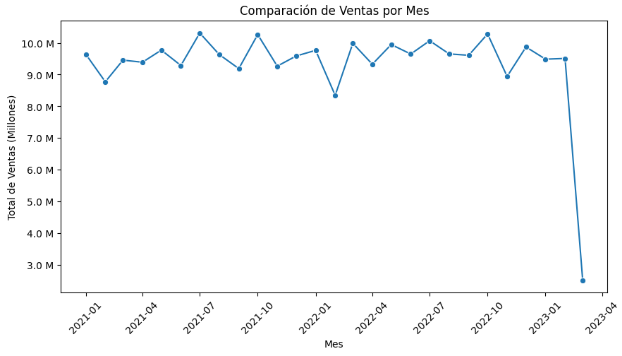 Comparación de Ventas por Mes
Total de Ventas (Millones)
10.0 M
9.0 M
8.0 M
7.0 M
6.0 M
5.0 M
4.0 M
3.0 M
2021-01
2021-04
2021-07
2021-10
2022-01
2022-04
2022-07
2022-10
2023-01
2023-04
Mes